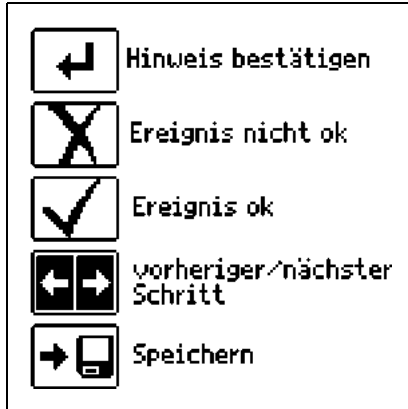 Hinweis bestätigen
Ereignis nicht ok
Ereignis ok
vorheriger/nächster
Schritt
Speichern